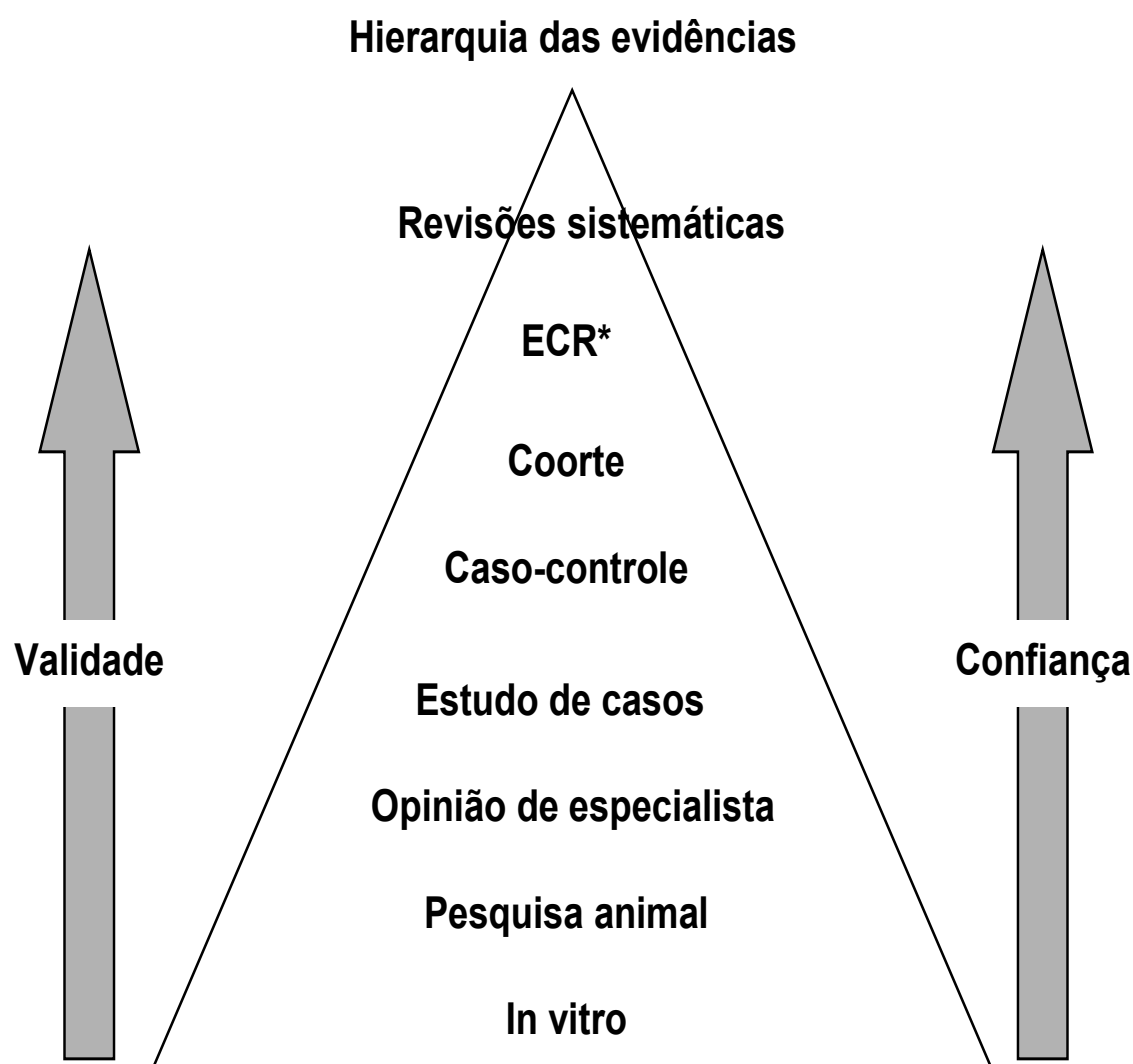 Hierarquia das evidências
Revisões sistemáticas
ECR*
Coorte
Caso-controle
Validade
Confiança
Estudo de casos
Opinião de especialista
Pesquisa animal
In vitro